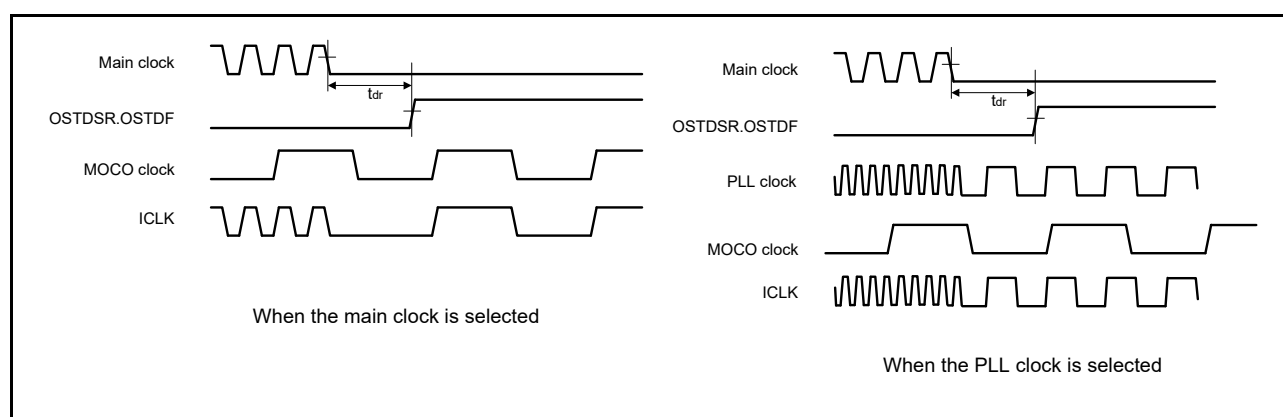 Main clock
tdr
OSTDSR.OSTDF
MOCO clock
ICLK
When the main clock is selected
Main clock
tdr
OSTDSR.OSTDF
PLL clock
MOCO clock
ICLK
When the PLL clock is selected